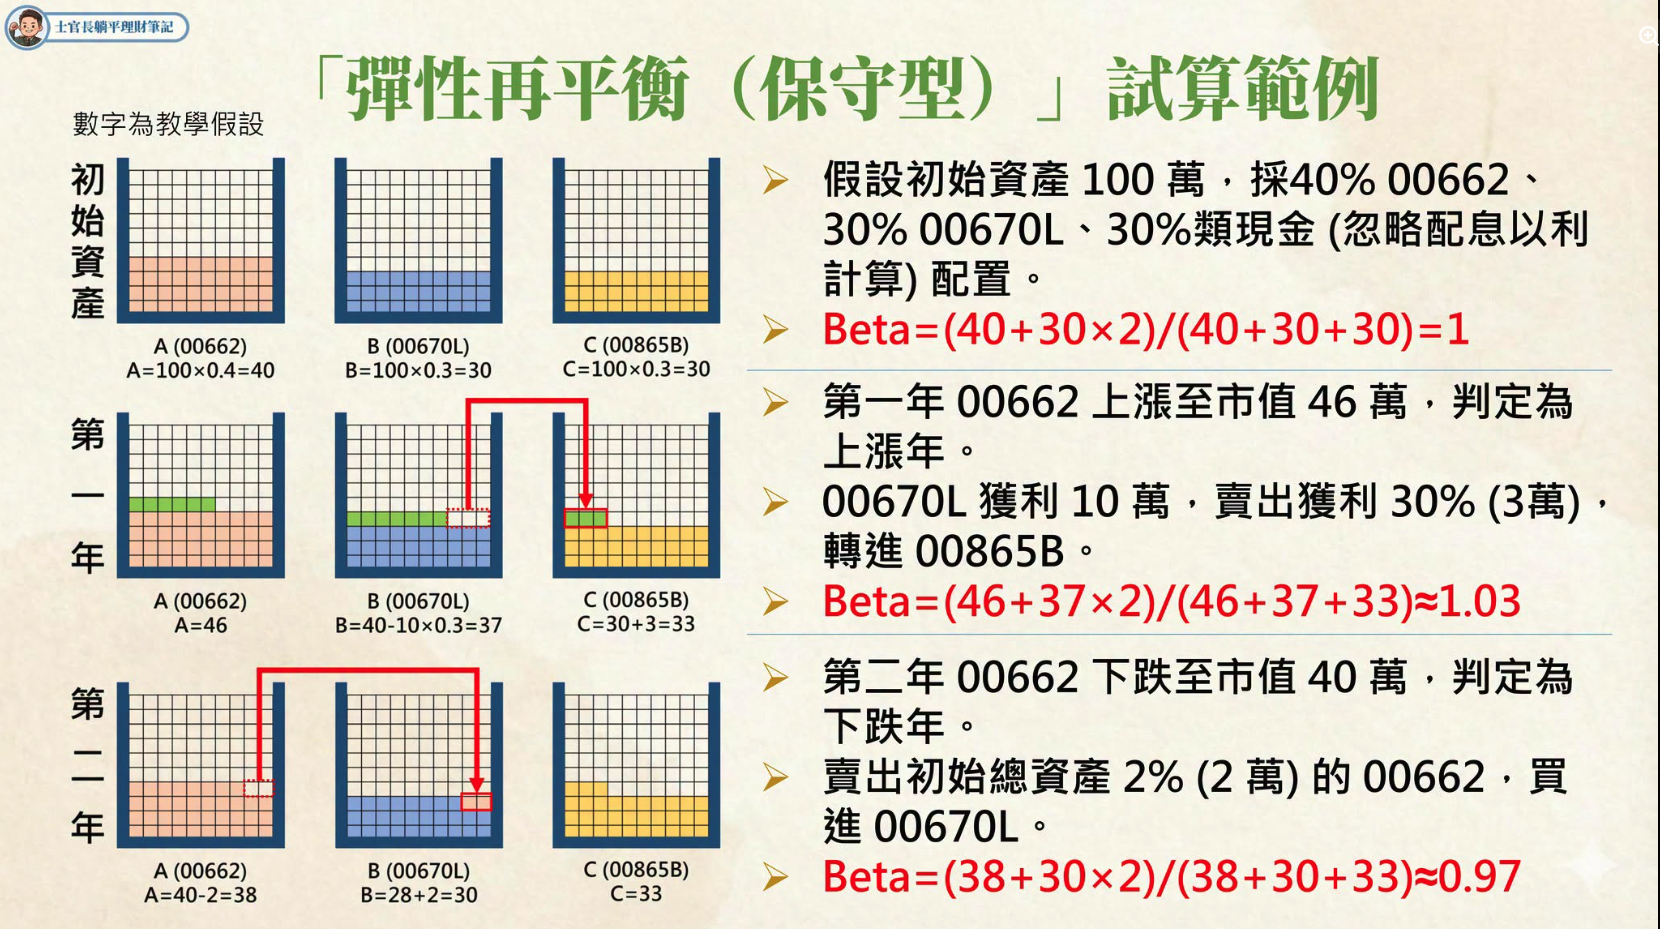 士官長躺平理財筆記
「彈性再平衡（保守型）」試算範例
數字為教學假設
初始資產
A (00662)
A=100×0.4=40
B (00670L)
B=100×0.3=30
C (00865B)
C=100×0.3=30
➢ 假設初始資產 100 萬，採40% 00662、
30% 00670L、30%類現金 (忽略配息以利
計算) 配置。
➢ Beta=(40+30×2)/(40+30+30)=1
第一年
A (00662)
A=46
B (00670L)
B=40-10×0.3=37
C (00865B)
C=30+3=33
➢ 第一年 00662 上漲至市值 46 萬，判定為
上漲年。
➢ 00670L 獲利 10 萬，賣出獲利 30% (3萬)，
轉進 00865B。
➢ Beta=(46+37×2)/(46+37+33)≈1.03
第二年
A (00662)
A=40-2=38
B (00670L)
B=28+2=30
C (00865B)
C=33
➢ 第二年 00662 下跌至市值 40 萬，判定為
下跌年。
➢ 賣出初始總資產 2% (2 萬) 的 00662，買
進 00670L。
➢ Beta=(38+30×2)/(38+30+33)≈0.97